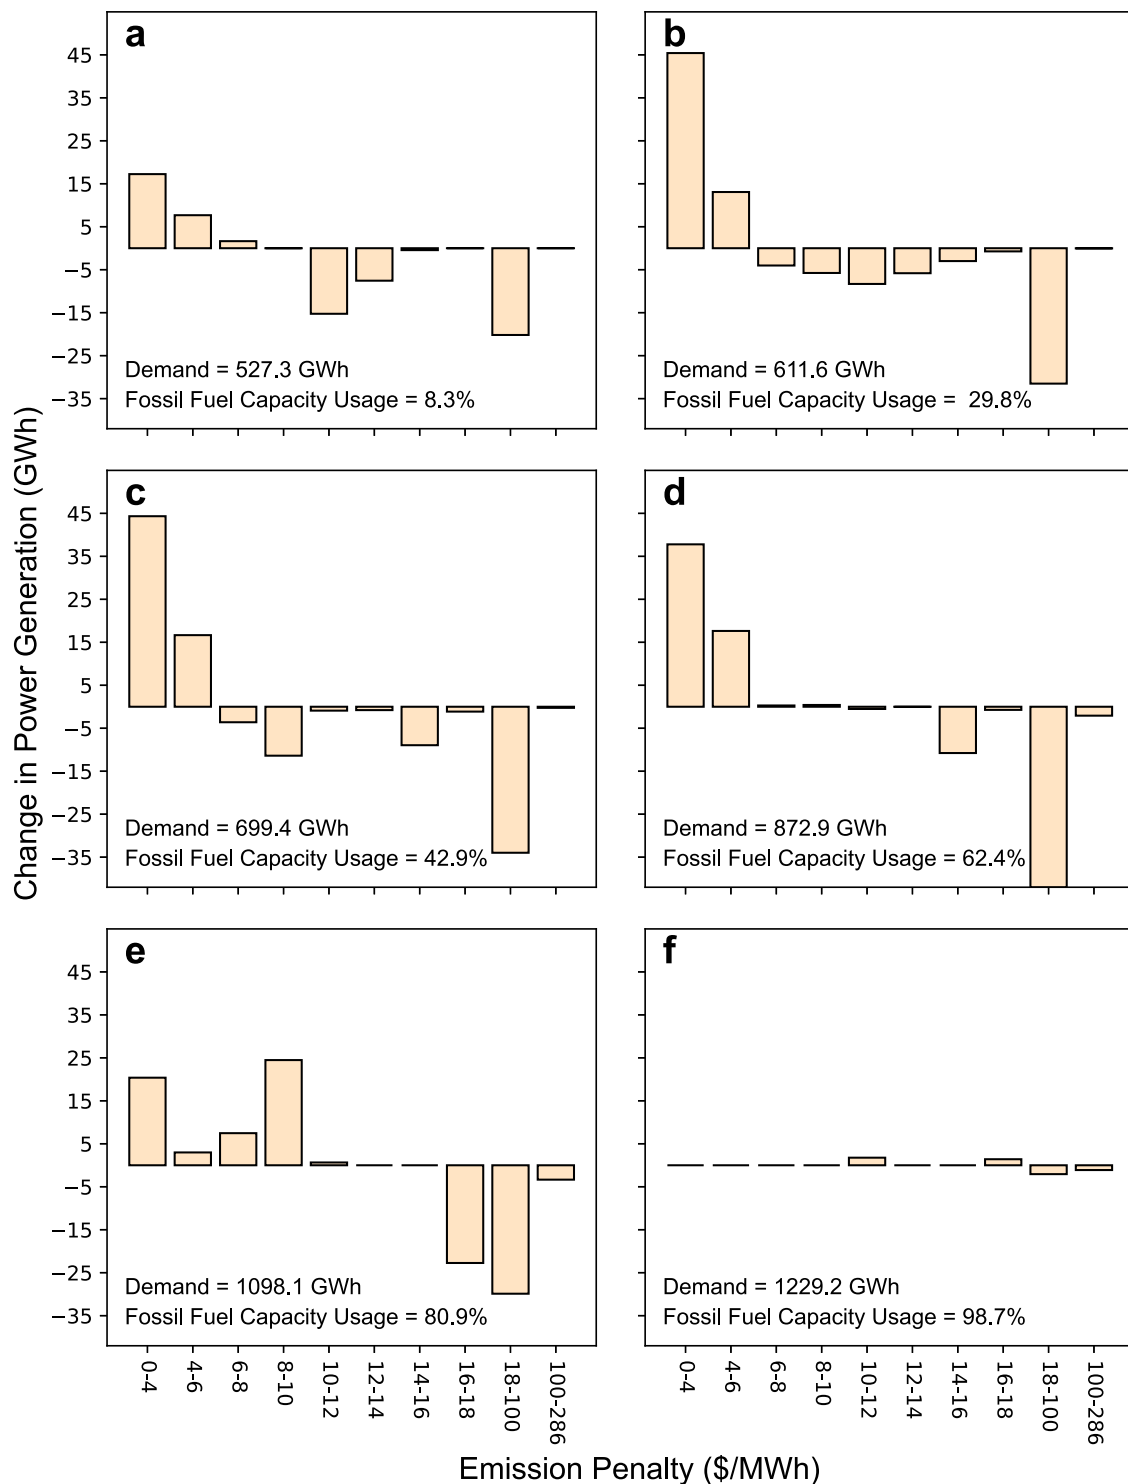 Change in Power Generation (GWh)
a
45
35
25
15
5
−5
−15
−25
−35
Demand = 527.3 GWh
Fossil Fuel Capacity Usage = 8.3%
b
Demand = 611.6 GWh
Fossil Fuel Capacity Usage =  29.8%
c
45
35
25
15
5
−5
−15
−25
−35
Demand = 699.4 GWh
Fossil Fuel Capacity Usage = 42.9%
d
Demand = 872.9 GWh
Fossil Fuel Capacity Usage = 62.4%
e
45
35
25
15
5
−5
−15
−25
−35
Demand = 1098.1 GWh
Fossil Fuel Capacity Usage = 80.9%
0-4
4-6
6-8
8-10
10-12
12-14
14-16
16-18
18-100
100-286
f
Demand = 1229.2 GWh
Fossil Fuel Capacity Usage = 98.7%
0-4
4-6
6-8
8-10
10-12
12-14
14-16
16-18
18-100
100-286
Emission Penalty ($/MWh)